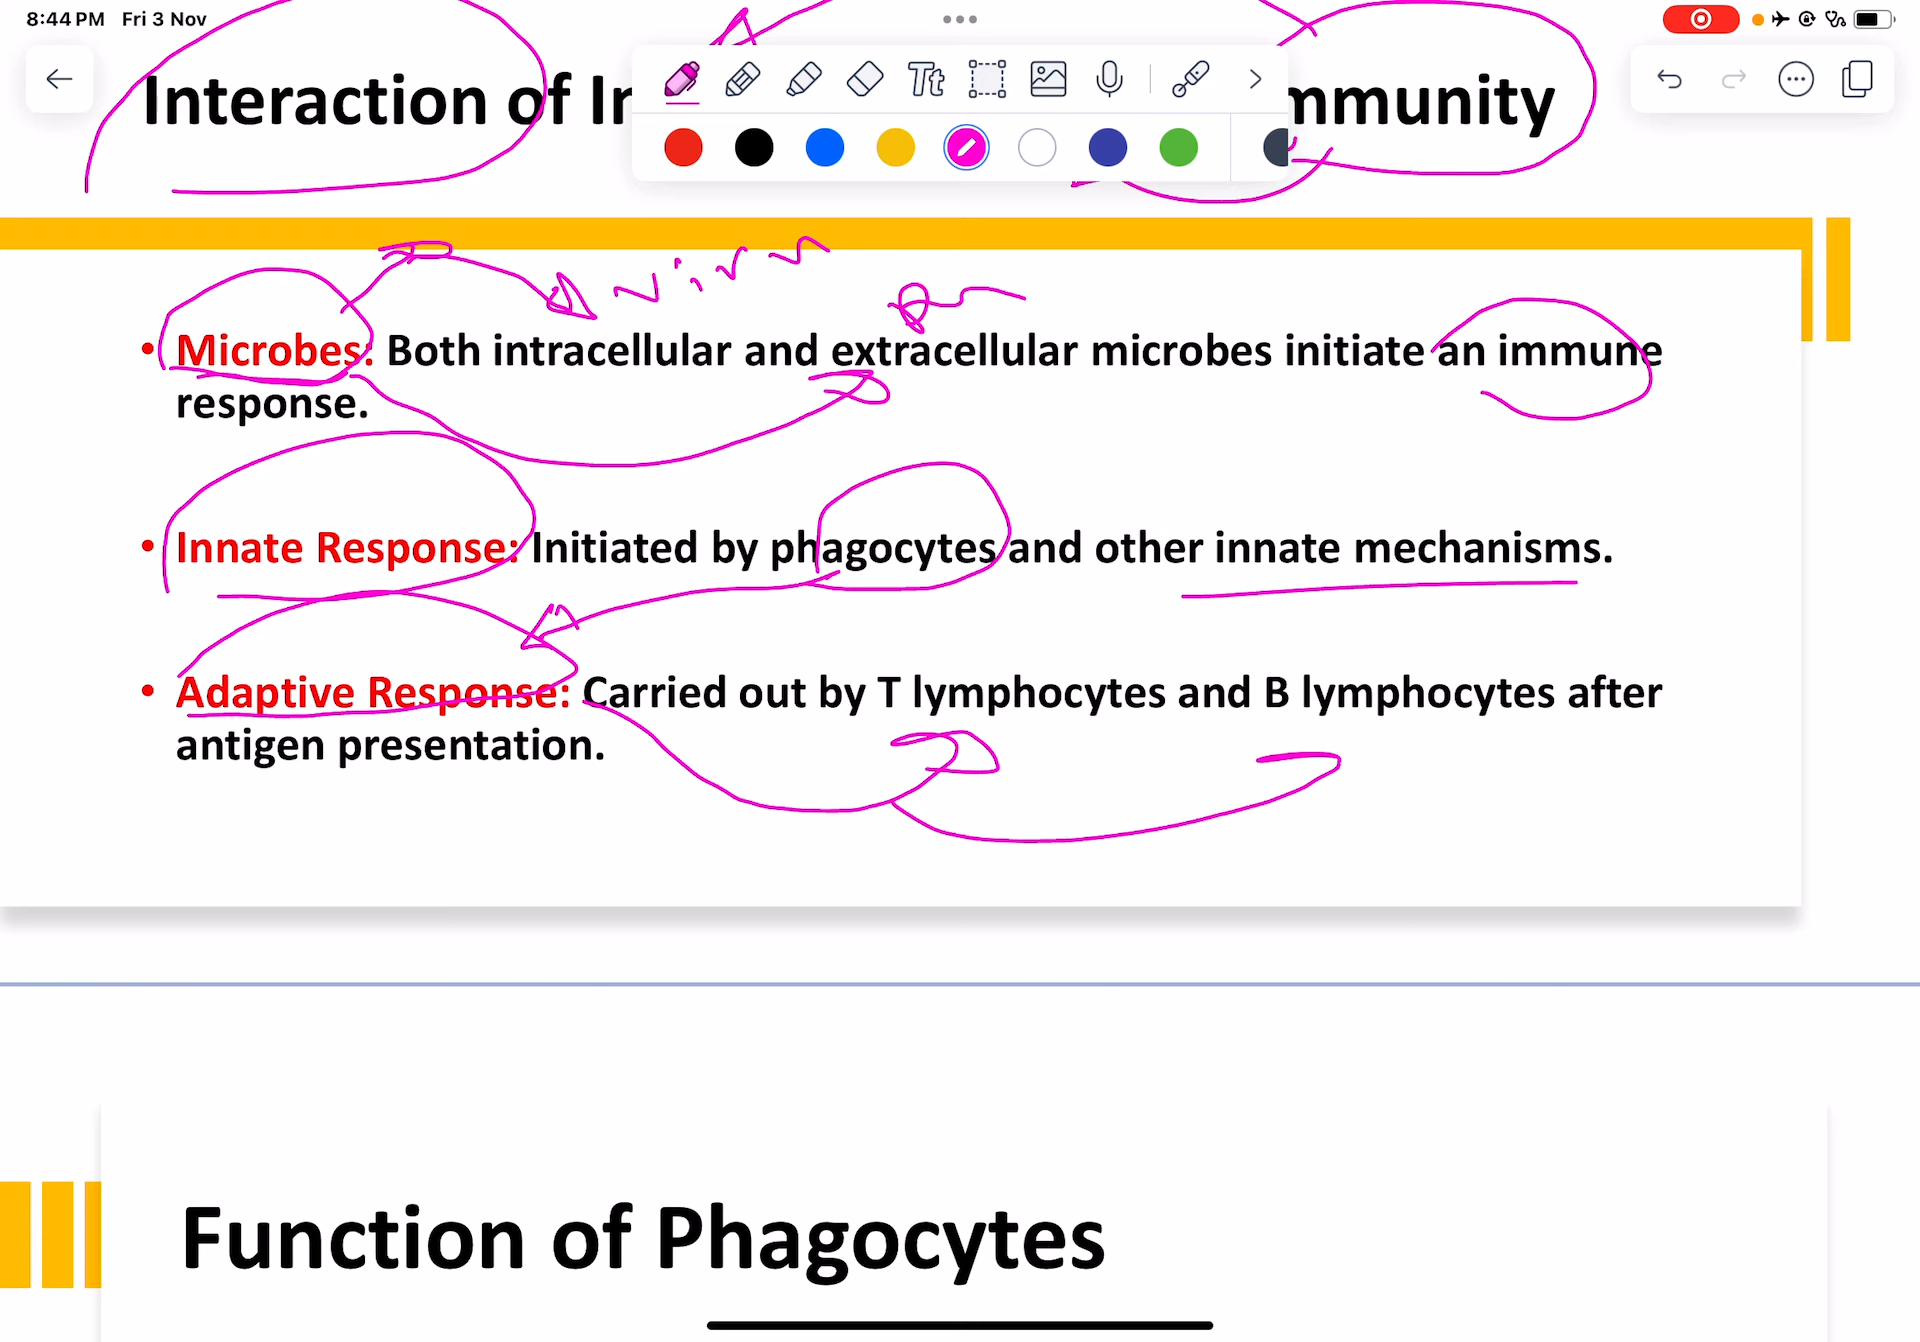 8:44 PM Fri 3 Nov
Interaction of mmunity
Tt
• Microbes: Both intracellular and extracellular microbes initiate an immune
response.
• Innate Response: Initiated by phagocytes and other innate mechanisms.
• Adaptive Response: Carried out by T lymphocytes and B lymphocytes after
antigen presentation.
Function of Phagocytes